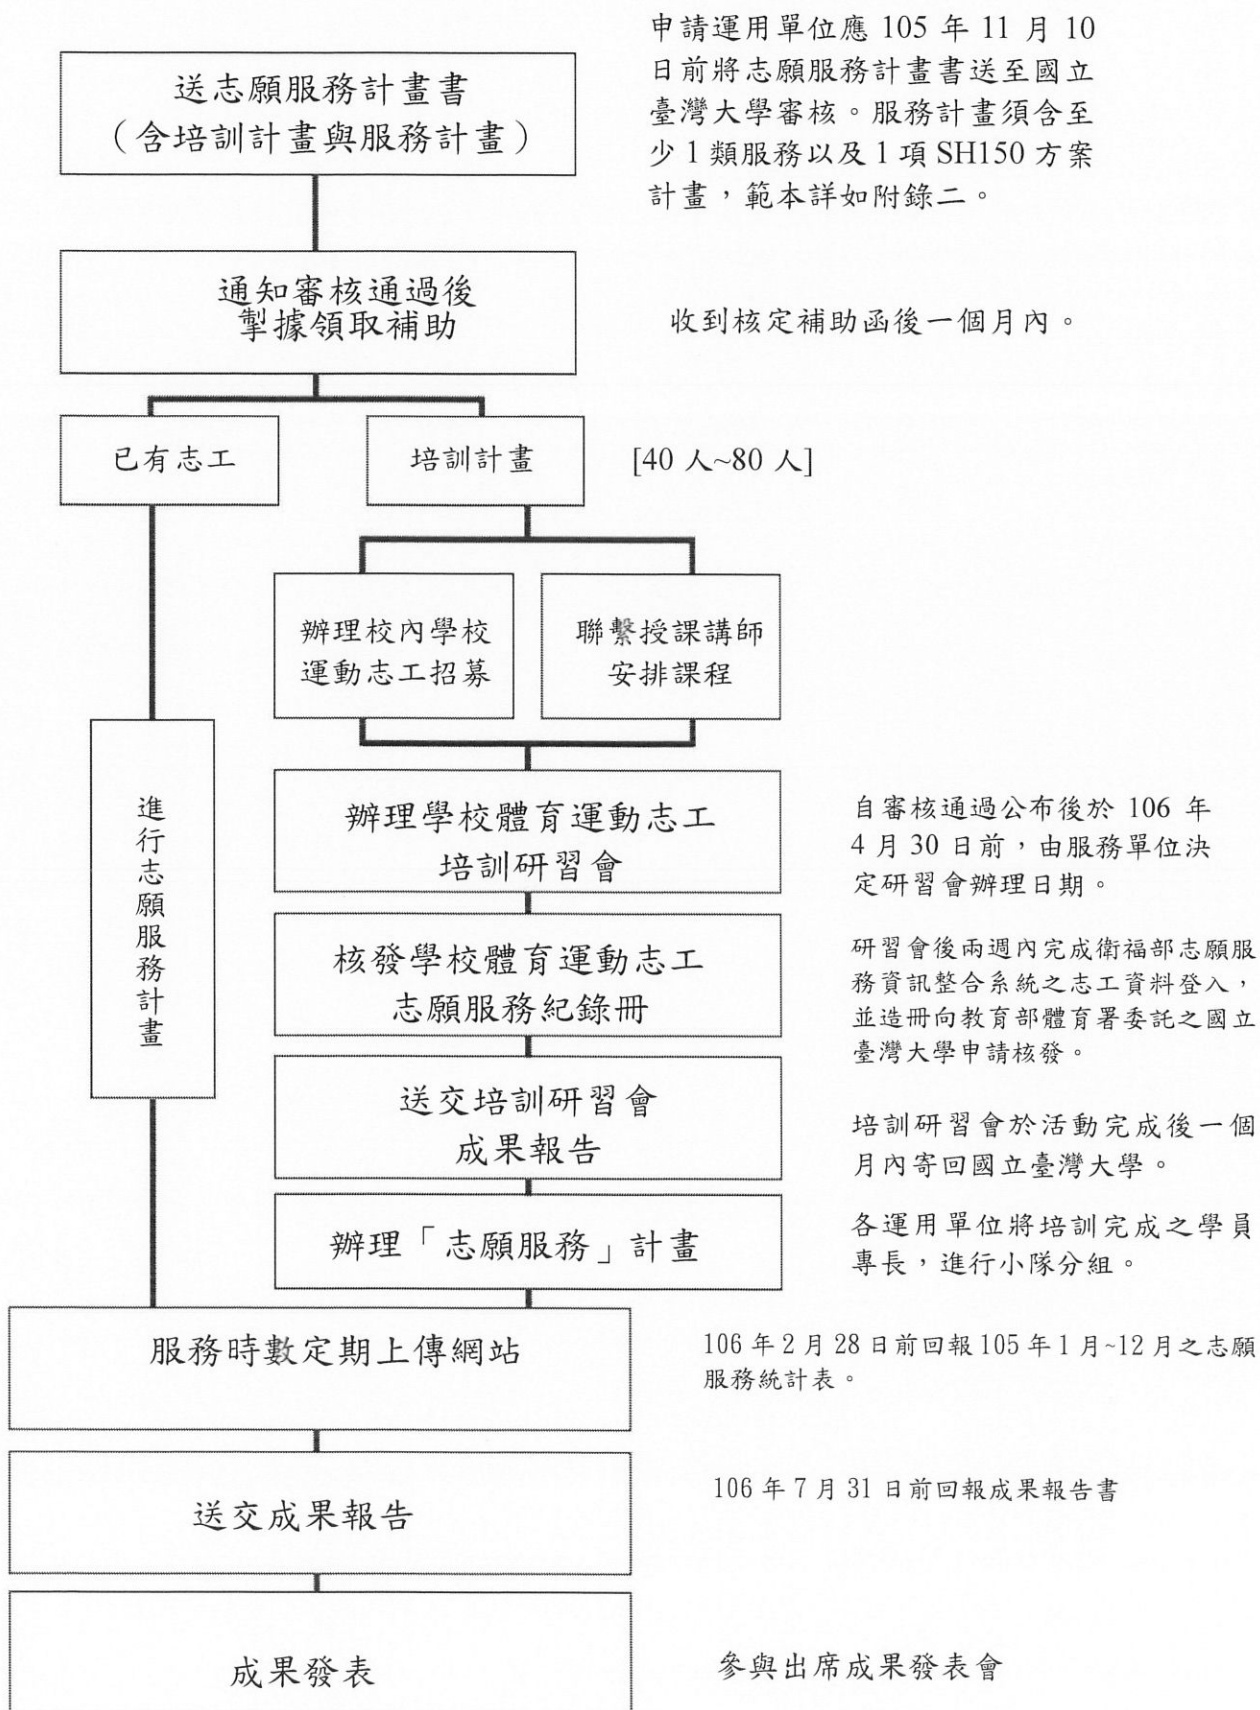 申請運用單位應 105 年 11 月 10
日前將志願服務計畫書送至國立
臺灣大學審核。服務計畫須含至
少 1 類服務以及 1 項 SH150 方案
計畫，範本詳如附錄二。
送志願服務計畫書
（含培訓計畫與服務計畫）
通知審核通過後
掣據領取補助
收到核定補助函後一個月內。
已有志工
培訓計畫
[40 人~80 人]
辦理校內學校
運動志工招募
聯繫授課講師
安排課程
進行志願服務計畫
辦理學校體育運動志工
培訓研習會
自審核通過公布後於 106 年
4 月 30 日前，由服務單位決
定研習會辦理日期。
核發學校體育運動志工
志願服務紀錄冊
研習會後兩週內完成衛福部志願服
務資訊整合系統之志工資料登入，
並造冊向教育部體育署委託之國立
臺灣大學申請核發。
送交培訓研習會
成果報告
培訓研習會於活動完成後一個
月內寄回國立臺灣大學。
辦理「志願服務」計畫
各運用單位將培訓完成之學員
專長，進行小隊分組。
服務時數定期上傳網站
106 年 2 月 28 日前回報 105 年 1 月~12 月之志願
服務統計表。
送交成果報告
106 年 7 月 31 日前回報成果報告書
成果發表
參與出席成果發表會